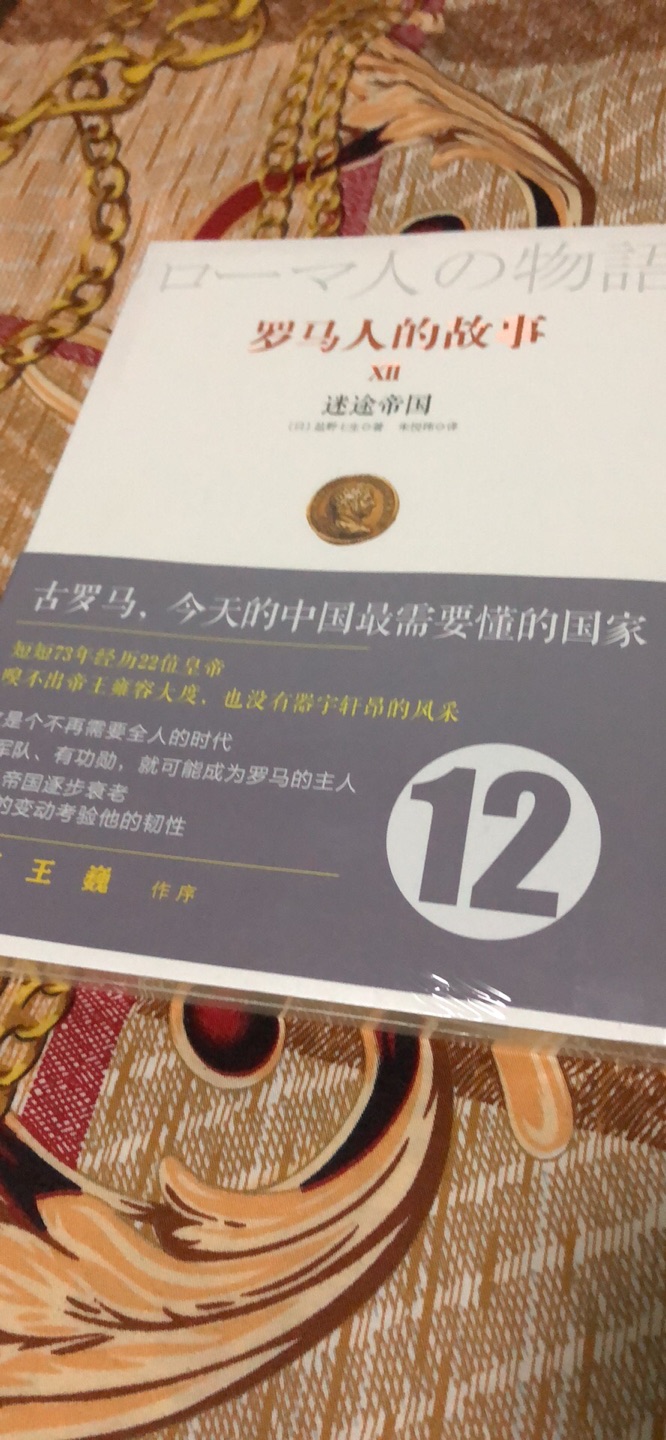 ローマ人の物語
罗马人的故事
XII
迷途帝国
[日] 盐野七生◎著 朱悦玮◎译
古罗马，今天的中国最需要懂的国家
短短73年经历22位皇帝
嗅不出帝王雍容大度，也没有器宇轩昂的风采
是个不再需要全人的时代
军队、有功勋，就可能成为罗马的主人
帝国逐步衰老
的变动考验他的韧性
王 巍 作序
12